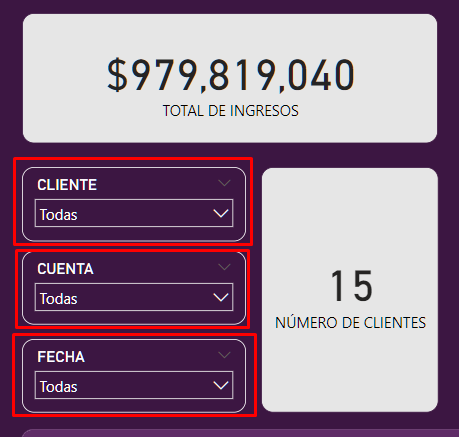 $979,819,040
TOTAL DE INGRESOS
CLIENTE
Todas
CUENTA
Todas
FECHA
Todas
15
NÚMERO DE CLIENTES